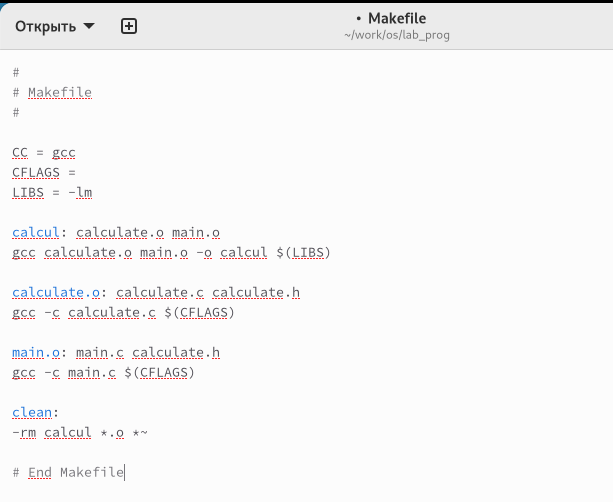 Открыть
• Makefile
~/work/os/lab_prog
#
# Makefile
#
CC = gcc
CFLAGS =
LIBS = -lm
calcul: calculate.o main.o
gcc calculate.o main.o -o calcul $(LIBS)
calculate.o: calculate.c calculate.h
gcc -c calculate.c $(CFLAGS)
main.o: main.c calculate.h
gcc -c main.c $(CFLAGS)
clean:
-rm calcul *.o *~
# End Makefile